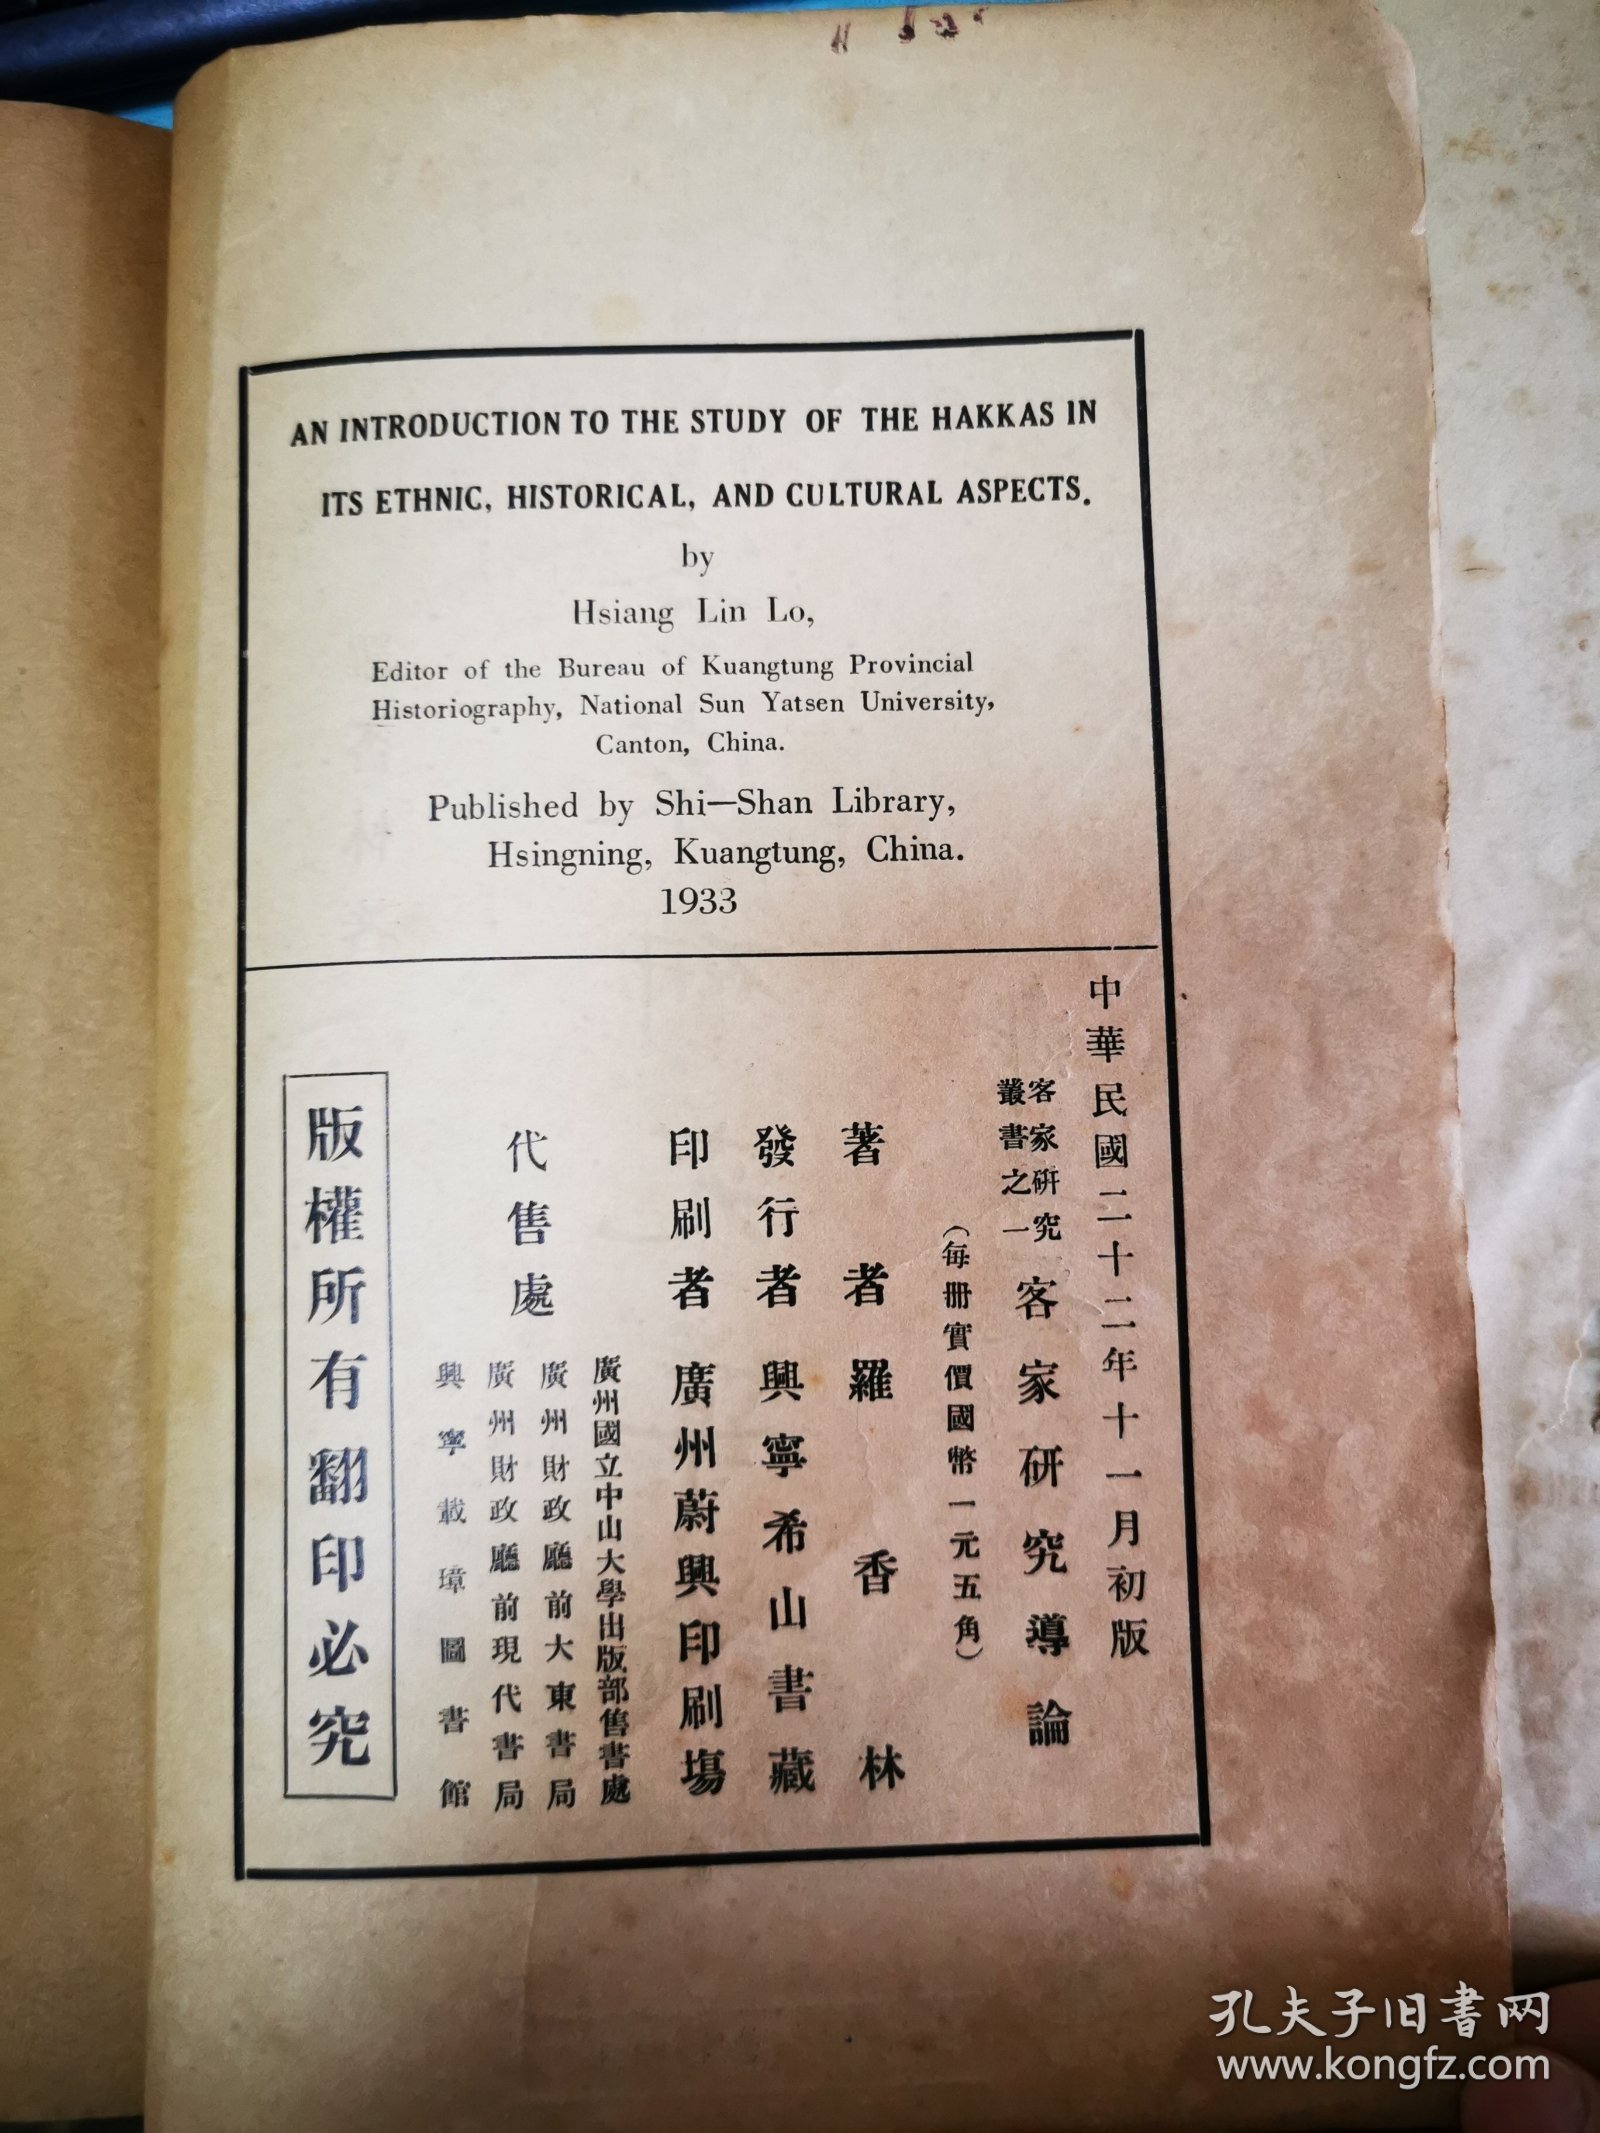 AN INTRODUCTION TO THE STUDY OF THE HAKKAS IN
ITS ETHNIC, HISTORICAL, AND CULTURAL ASPECTS.
by
Hsiang Lin Lo,
Editor of the Bureau of Kuangtung Provincial
Historiography, National Sun Yatsen University,
Canton, China.
Published by Shi—Shan Library,
Hsingning, Kuangtung, China.
1933
中華民國二十二年十一月初版
客家研究
叢書之一
客家研究導論
（每冊實價國幣一元五角）
著者 羅香林
發行者 興寧希山書藏
印刷者 廣州蔚興印刷場
代售處
廣州國立中山大學出版部售書處
廣州財政廳前大東書局
廣州財政廳前現代書局
興寧載璋圖書館
版權所有翻印必究
孔夫子旧書网
www.kongfz.com